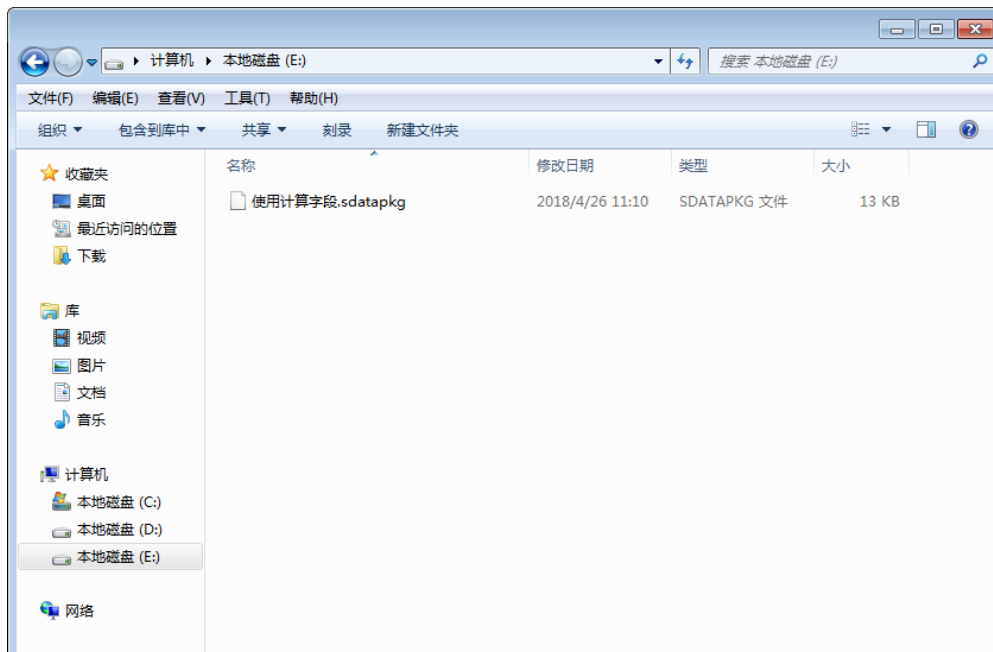 计算机 本地磁盘 (E:) 搜索 本地磁盘 (E:)
文件(F) 编辑(E) 查看(V) 工具(T) 帮助(H)
组织 包含到库中 共享 刻录 新建文件夹
名称 修改日期 类型 大小
使用计算字段.sdatapkg 2018/4/26 11:10 SDATAPKG 文件 13 KB
收藏夹
桌面
最近访问的位置
下载
库
视频
图片
文档
音乐
计算机
本地磁盘 (C:)
本地磁盘 (D:)
本地磁盘 (E:)
网络